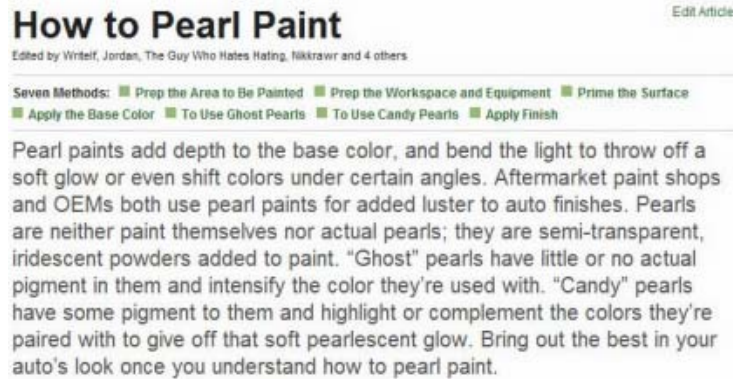 How to Pearl Paint
Edit Article
Edited by Writelf, Jordan, The Guy Who Hates Hating, Nikkrawr and 4 others
Seven Methods: Prep the Area to Be Painted Prep the Workspace and Equipment Prime the Surface
Apply the Base Color To Use Ghost Pearls To Use Candy Pearls Apply Finish
Pearl paints add depth to the base color, and bend the light to throw off a
soft glow or even shift colors under certain angles. Aftermarket paint shops
and OEMs both use pearl paints for added luster to auto finishes. Pearls
are neither paint themselves nor actual pearls; they are semi-transparent,
iridescent powders added to paint. “Ghost” pearls have little or no actual
pigment in them and intensify the color they’re used with. “Candy” pearls
have some pigment to them and highlight or complement the colors they’re
paired with to give off that soft pearlescent glow. Bring out the best in your
auto’s look once you understand how to pearl paint.